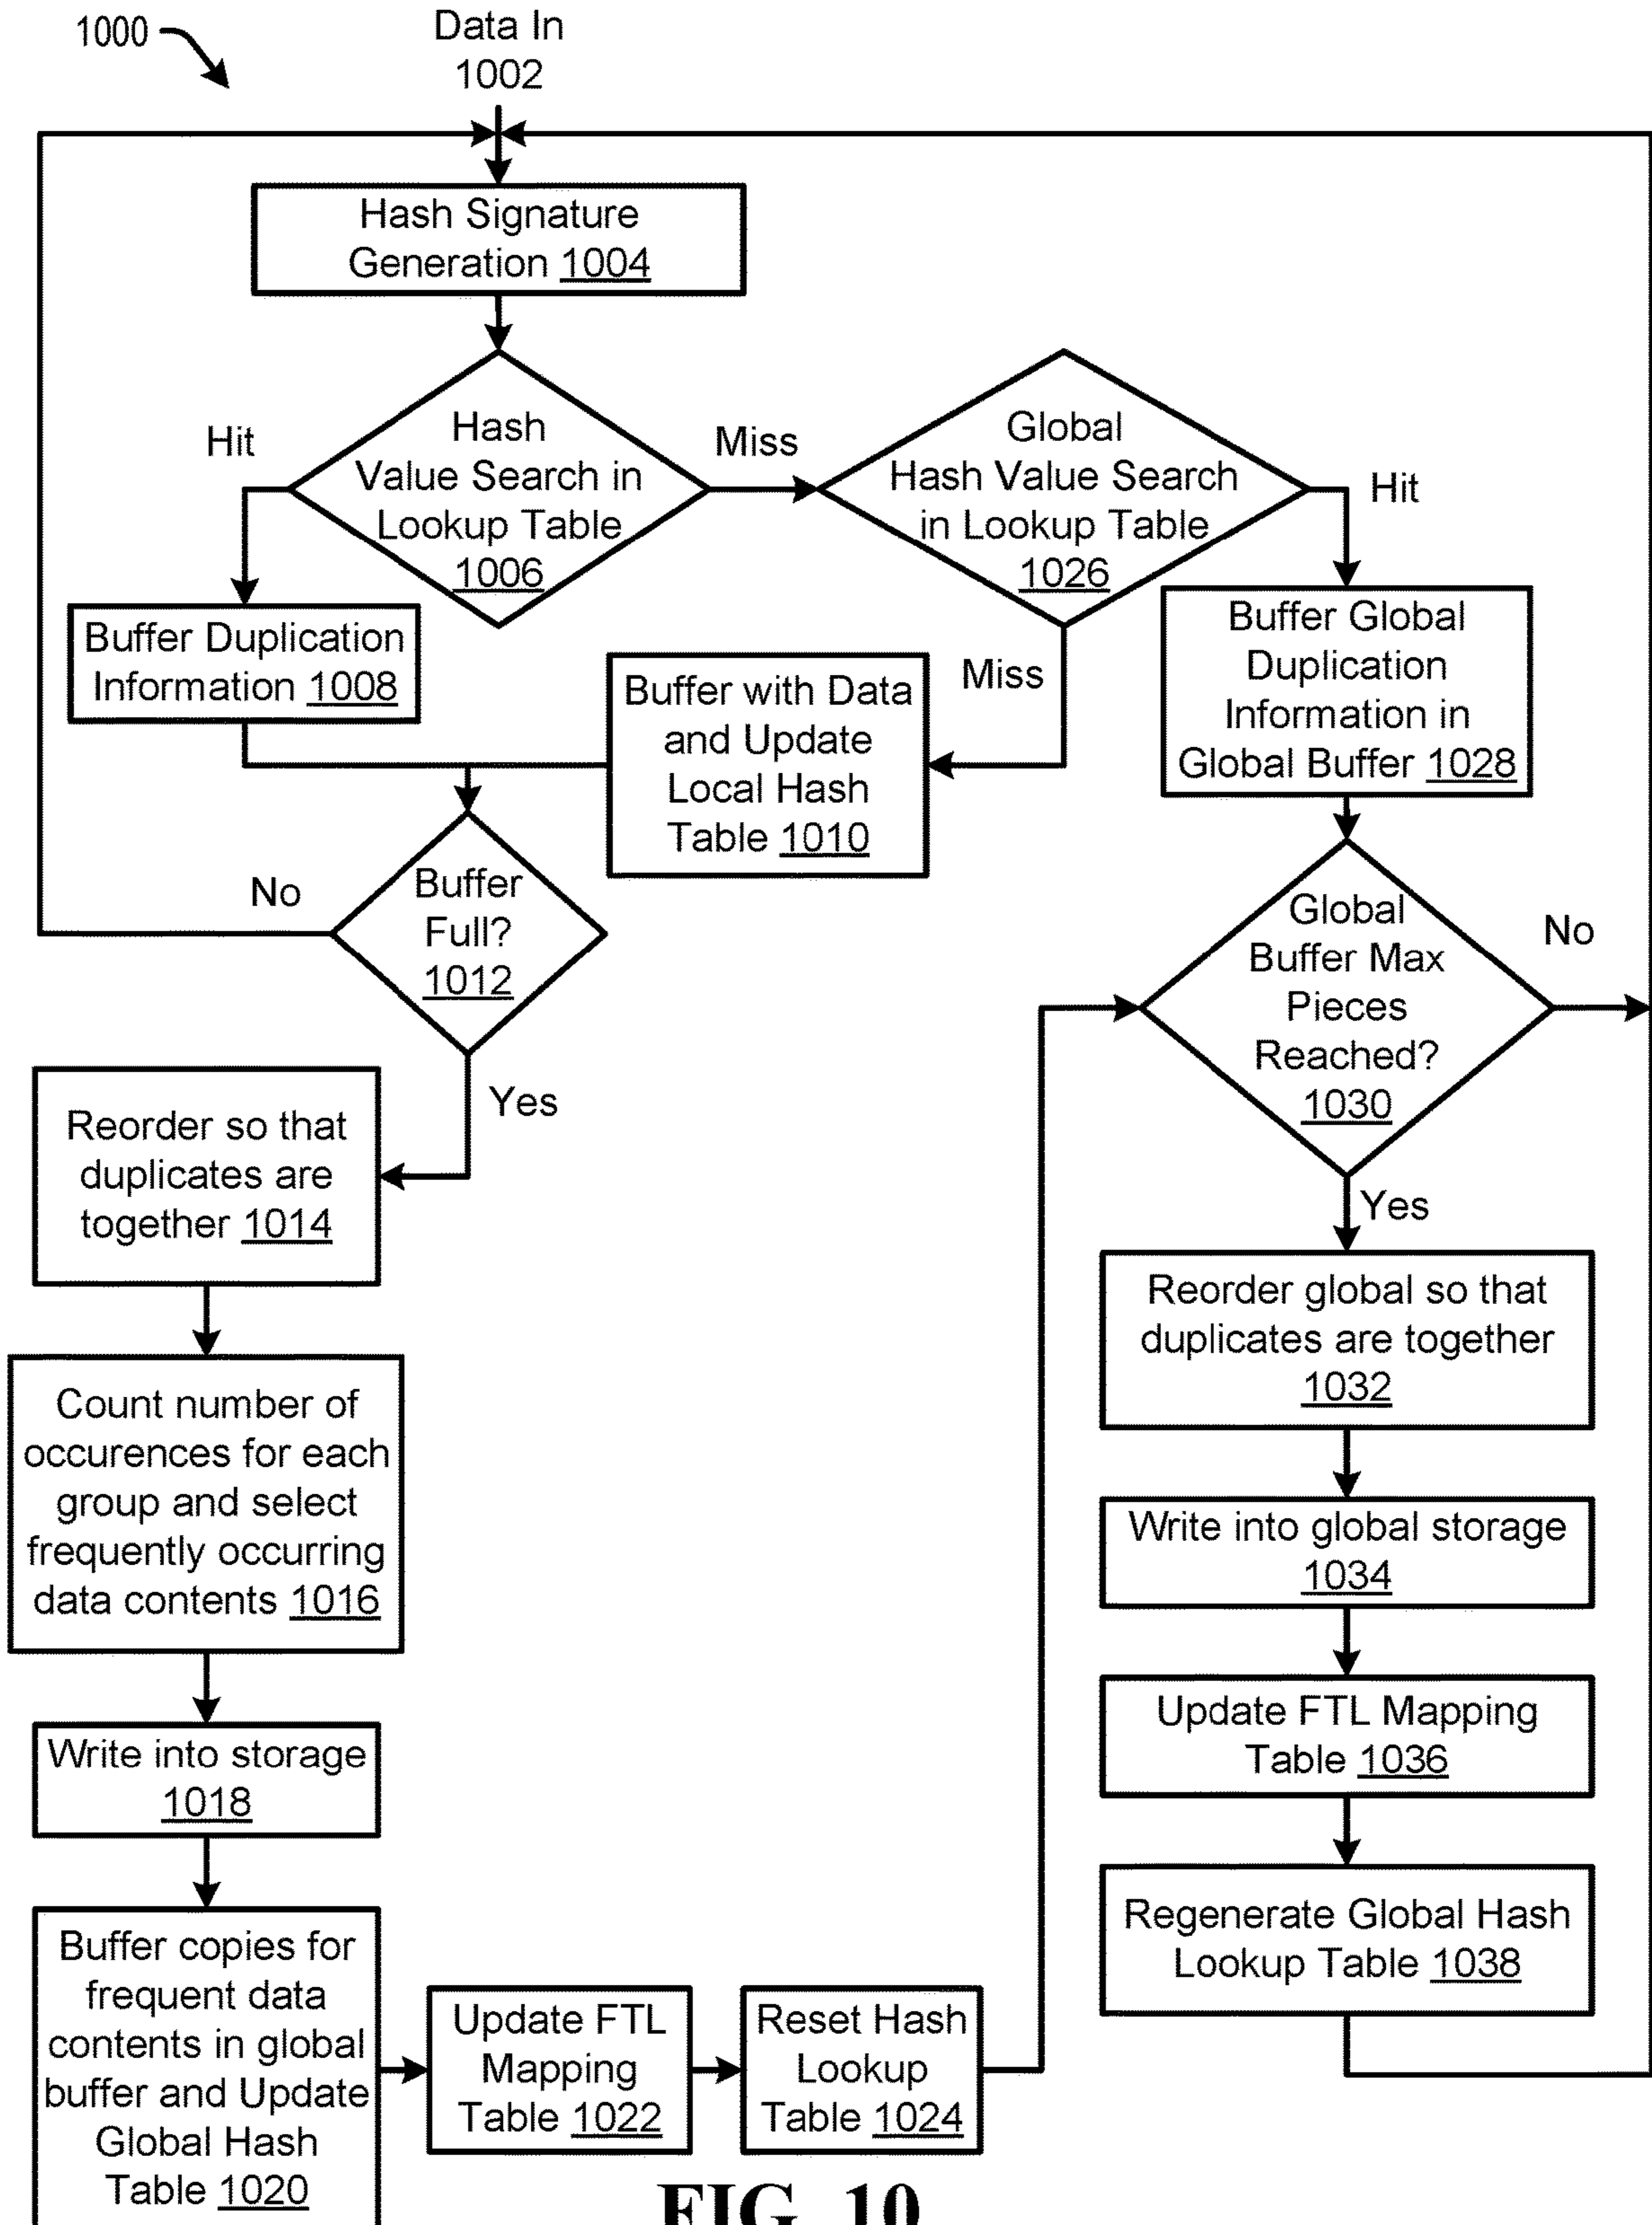 1000
Data In
1002
Hash Signature
Generation 1004
Hash
Value Search in
Lookup Table
1006
Hit
Miss
Global
Hash Value Search
in Lookup Table
1026
Hit
Miss
Buffer Duplication
Information 1008
Buffer with Data
and Update
Local Hash
Table 1010
Buffer Global
Duplication
Information in
Global Buffer 1028
Buffer
Full?
1012
No
Yes
Global
Buffer Max
Pieces
Reached?
1030
No
Yes
Reorder so that
duplicates are
together 1014
Count number of
occurences for each
group and select
frequently occurring
data contents 1016
Write into storage
1018
Buffer copies for
frequent data
contents in global
buffer and Update
Global Hash
Table 1020
Update FTL
Mapping
Table 1022
Reset Hash
Lookup
Table 1024
Reorder global so that
duplicates are together
1032
Write into global storage
1034
Update FTL Mapping
Table 1036
Regenerate Global Hash
Lookup Table 1038
FIG. 10